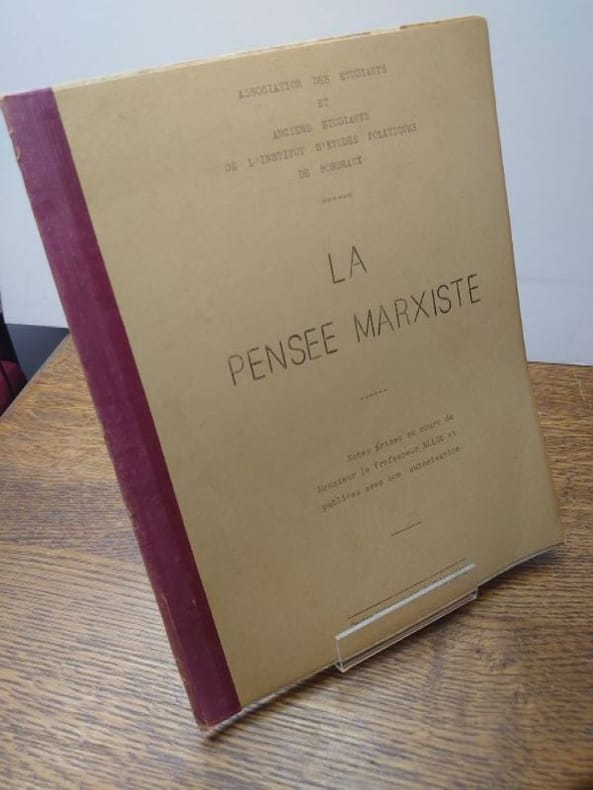 ASSOCIATION DES ETUDIANTS
ET
ANCIENS ETUDIANTS
DE L'INSTITUT D'ETUDES POLITIQUES
DE BORDEAUX
LA
PENSEE MARXISTE
Notes prises au cours de
Monsieur le Professeur ELLUL et
publiees avec son autorisation